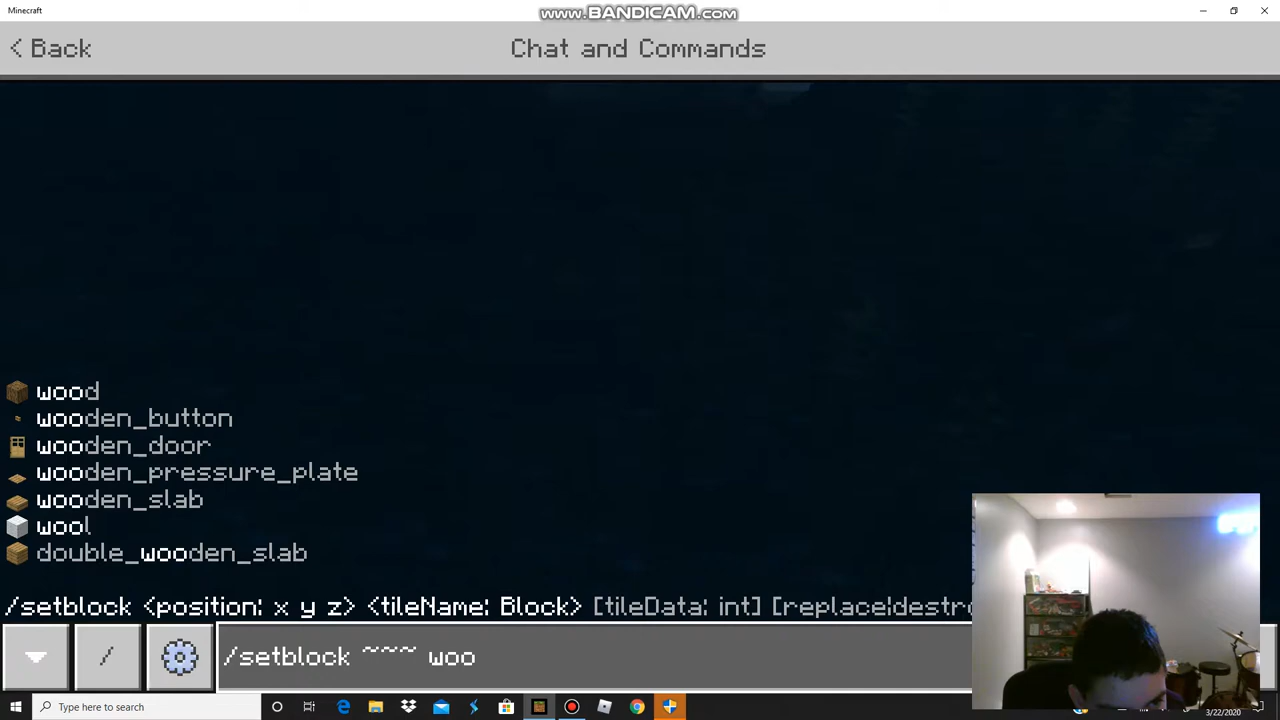 Minecraft
www.BANDICAM.com
< Back
Chat and Commands
wood
wooden_button
wooden_door
wooden_pressure_plate
wooden_slab
wool
double_wooden_slab
/setblock <position: x y z> <tileName: Block> [tileData: int] [replace¦destro
/
/setblock ~~~ woo
Type here to search
3/22/2020